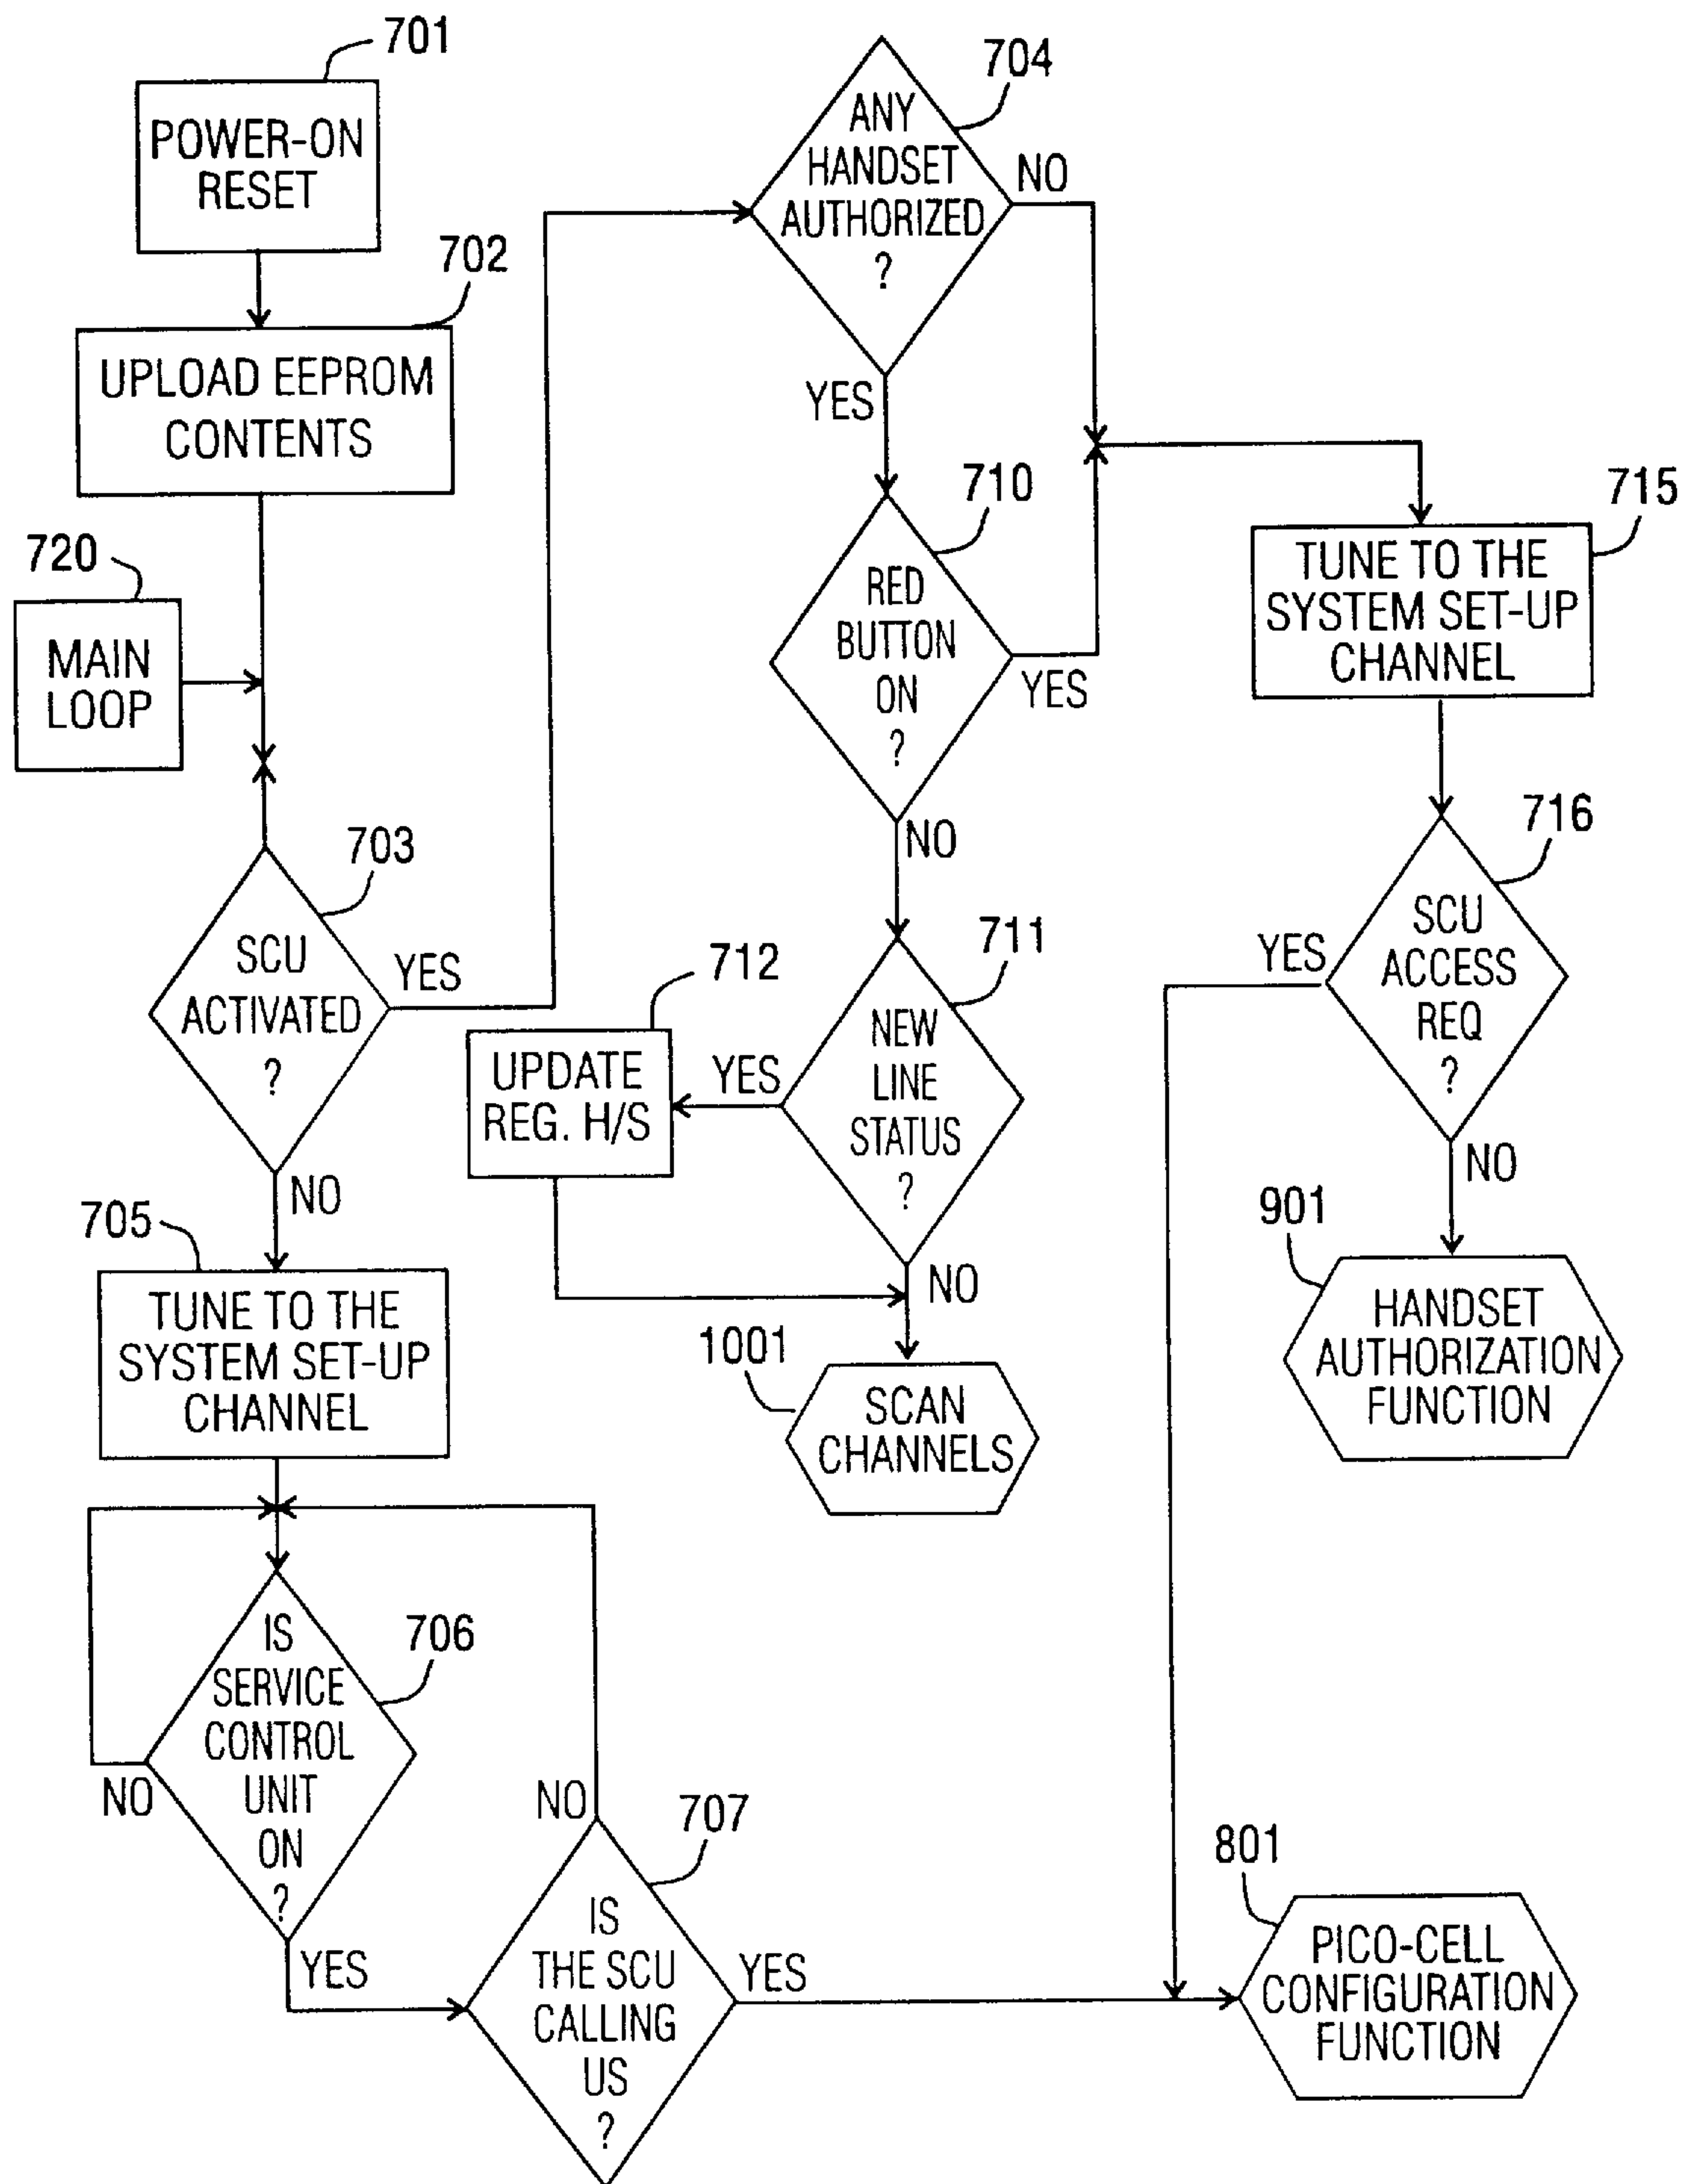 701
POWER-ON
RESET
702
UPLOAD EEPROM
CONTENTS
720
MAIN
LOOP
703
SCU
ACTIVATED
?
YES
NO
705
TUNE TO THE
SYSTEM SET-UP
CHANNEL
IS
SERVICE
CONTROL
UNIT
ON
?
706
NO
YES
707
NO
IS
THE SCU
CALLING
US
?
YES
704
ANY
HANDSET
AUTHORIZED
?
NO
YES
710
RED
BUTTON
ON
?
YES
NO
711
NEW
LINE
STATUS
?
YES
NO
712
UPDATE
REG. H/S
1001
SCAN
CHANNELS
715
TUNE TO THE
SYSTEM SET-UP
CHANNEL
716
SCU
ACCESS
REQ
?
YES
NO
901
HANDSET
AUTHORIZATION
FUNCTION
801
PICO-CELL
CONFIGURATION
FUNCTION